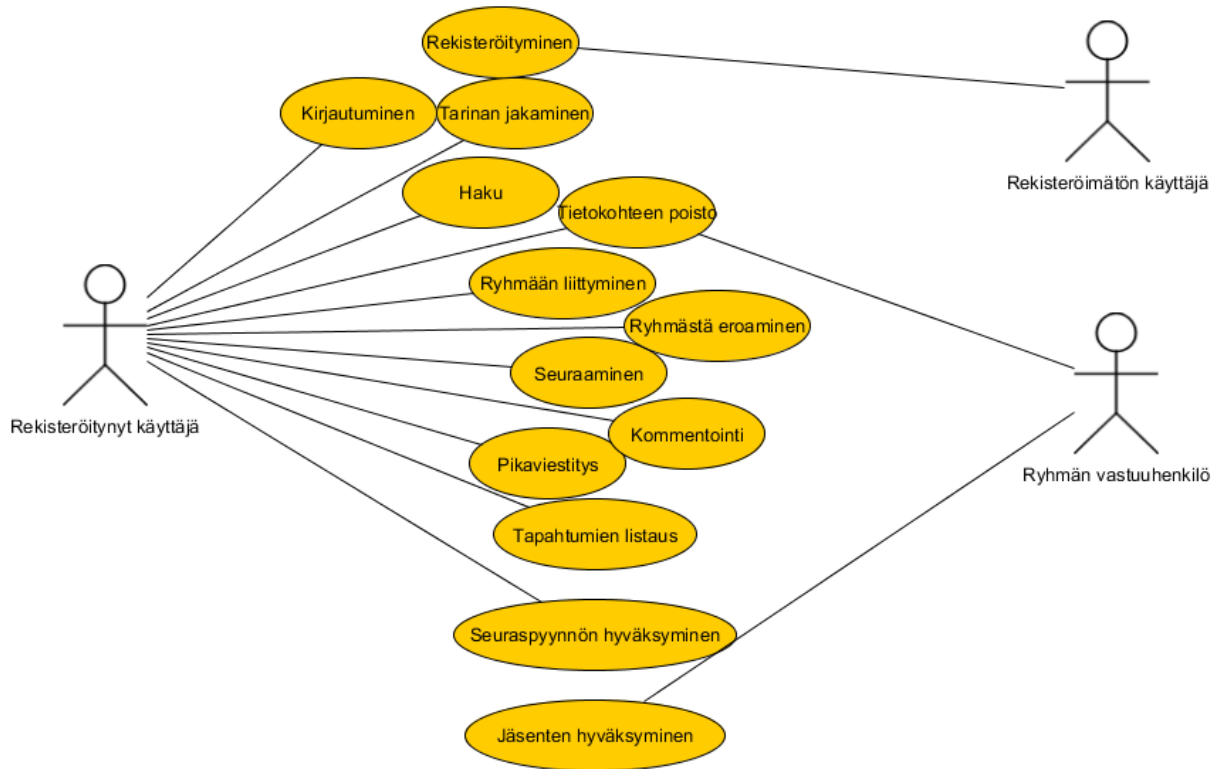 Rekisteröityminen
Kirjautuminen
Tarinan jakaminen
Rekisteröimätön käyttäjä
Haku
Tietokohteen poisto
Ryhmään liittyminen
Ryhmästä eroaminen
Seuraaminen
Rekisteröitynyt käyttäjä
Kommentointi
Pikaviestitys
Ryhmän vastuuhenkilö
Tapahtumien listaus
Seuraspyynnön hyväksyminen
Jäsenten hyväksyminen